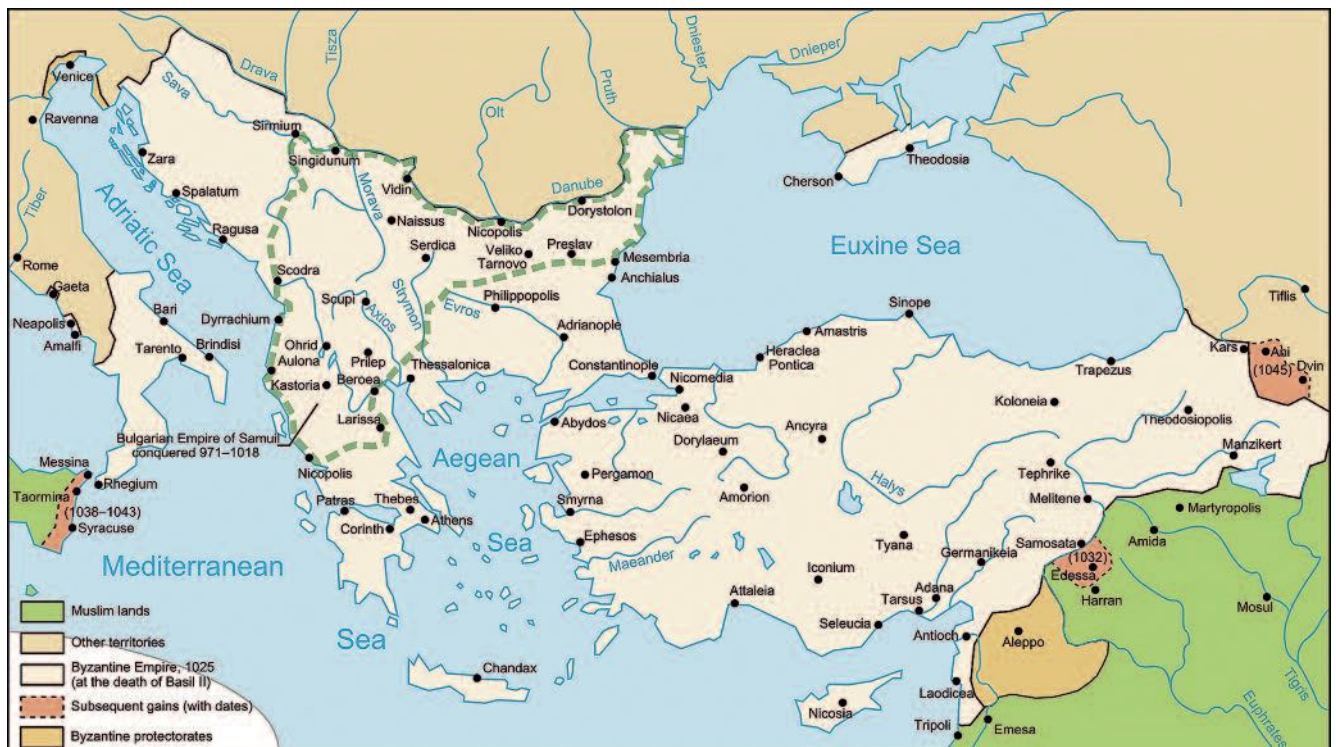 Dnieper
Dniester
Tisza
Pruth
Drava
Venice
Sava
Olt
Ravenna
Sirmium
Singidunum
Theodosia
Zara
Cherson
Vidin
Danube
Spalatum
Morava
Dorystolon
Tiber
Naissus
Nicopolis
Adriatic Sea
Ragusa
Serdica
Veliko
Tarnovo
Preslav
Euxine Sea
Mesembria
Rome
Scodra
Anchialus
Gaeta
Scupi
Philippopolis
Tiflis
Bari
Axios
Strymon
Evros
Sinope
Neapolis
Dyrrachium
Adrianople
Amastris
Amalfi
Tarento
Brindisi
Ohrid
Prilep
Thessalonica
Constantinople
Heraclea
Pontica
Trapezus
Kars
Ani
(1045)
Dvin
Aulona
Kastoria
Beroea
Nicomedia
Koloneia
Nicaea
Larissa
Abydos
Ancyra
Theodosiopolis
Bulgarian Empire of Samuil
conquered 971–1018
Dorylaeum
Manzikert
Aegean
Messina
Nicopolis
Pergamon
Tephrike
Taormina
Rhegium
Halys
Melitene
Amorion
Patras
Thebes
Smyrna
Martyropolis
(1038–1043)
Syracuse
Corinth
Athens
Sea
Ephesos
Tyana
Germanikeia
Samosata
Amida
(1032)
Edessa
Mediterranean
Maeander
Iconium
Adana
Harran
Mosul
Attaleia
Tarsus
Muslim lands
Seleucia
Antioch
Aleppo
Sea
Other territories
Chandax
Tigris
Byzantine Empire, 1025
(at the death of Basil II)
Laodicea
Subsequent gains (with dates)
Nicosia
Euphrates
Byzantine protectorates
Tripoli
Emesa